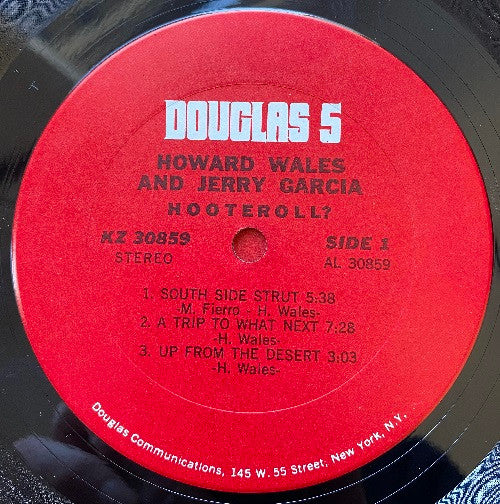 DOUGLAS 5
HOWARD WALES
AND JERRY GARCIA
HOOTEROLL?
KZ 30859
STEREO
SIDE 1
AL 30859
1. SOUTH SIDE STRUT 5:38
M. Fierro - H. Wales-
2. A TRIP TO WHAT NEXT 7:28
-H. Wales-
3. UP FROM THE DESERT 3:03
-H. Wales-
Douglas Communications, 145 W. 55 Street, New York, N.Y.